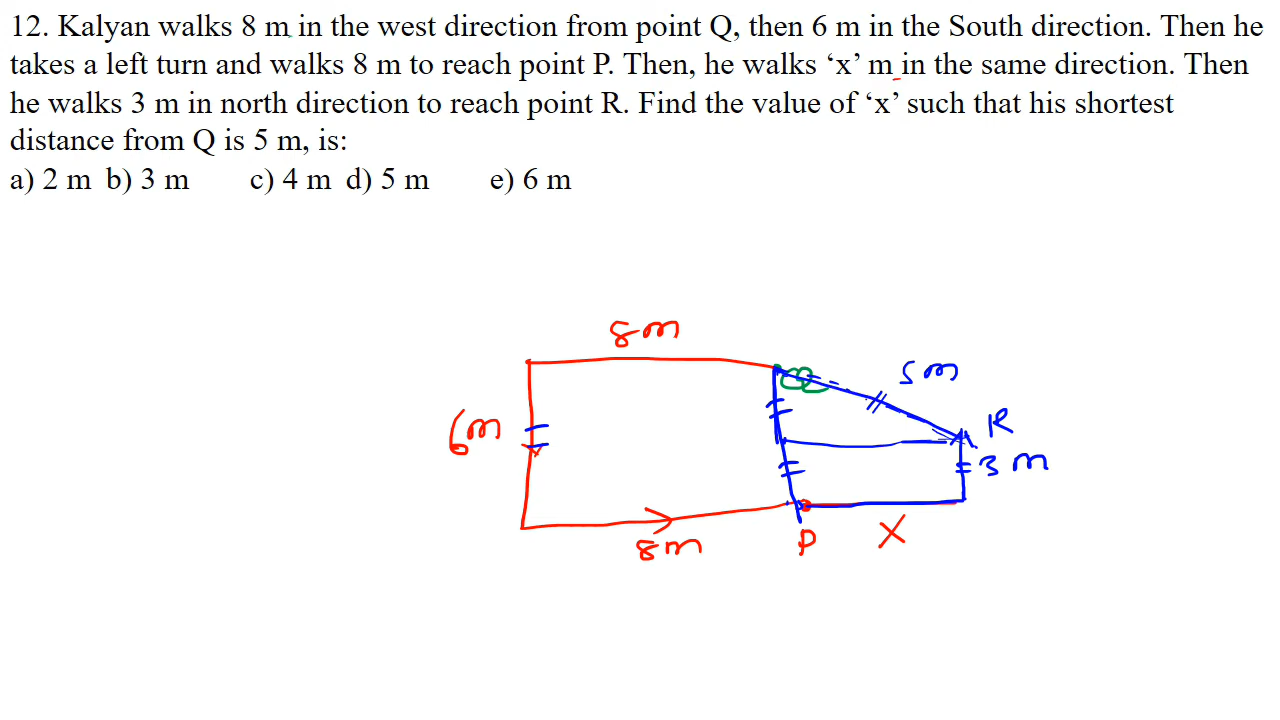 12. Kalyan walks 8 m in the west direction from point Q, then 6 m in the South direction. Then he
takes a left turn and walks 8 m to reach point P. Then, he walks ‘x’ m in the same direction. Then
he walks 3 m in north direction to reach point R. Find the value of ‘x’ such that his shortest
distance from Q is 5 m, is:
a) 2 m b) 3 m c) 4 m d) 5 m e) 6 m
8m
5m
6m
R
3m
8m
P
X